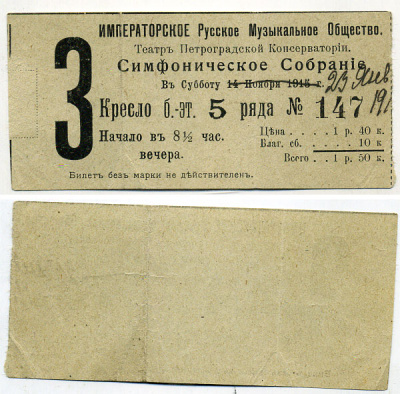 3
ИМПЕРАТОРСКОЕ Русское Музыкальное Общество.
Театръ Петроградской Консерваторіи.
Симфоническое Собраніе
Въ Субботу 14 Ноября 1915 г. 23 Янв. 191
Кресло б.-эт. 5 ряда № 147
Начало въ 8½ час. вечера.
Цѣна . . . 1 р. 40 к.
Благ. сб. . . . 10 к
Всего . . 1 р. 50 к.
Билетъ безъ марки не дѣйствителенъ.